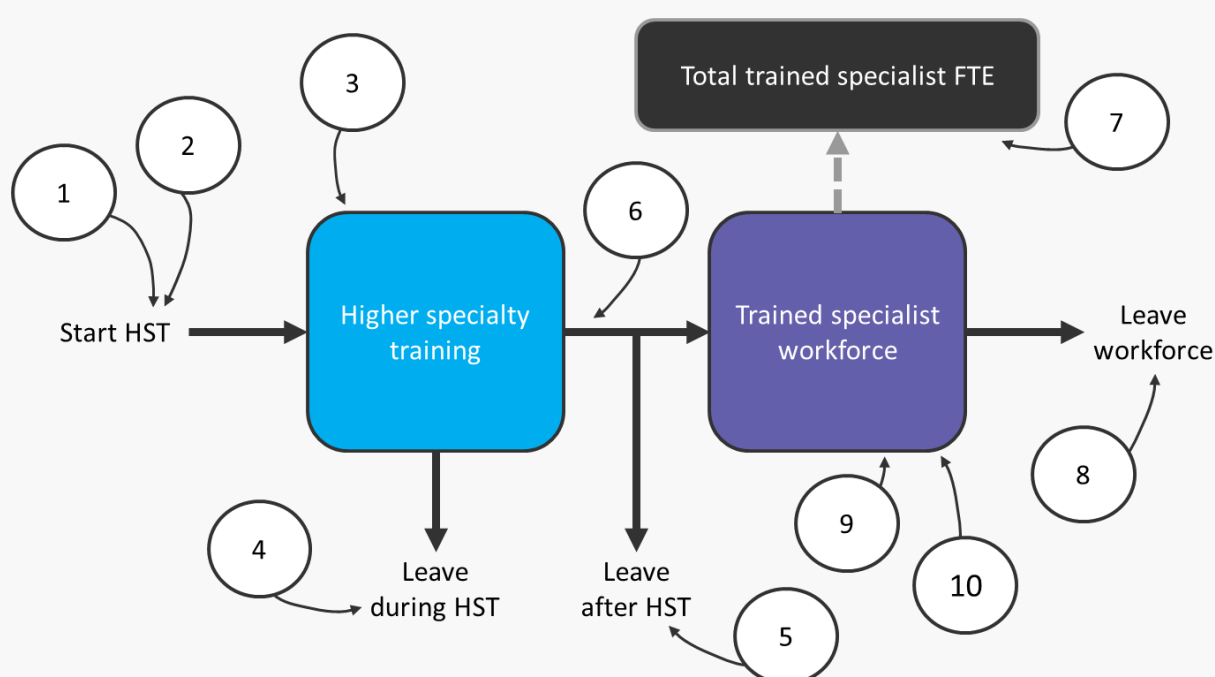 Total trained specialist FTE
3
7
2
1
6
Start HST
Higher specialty
training
Trained specialist
workforce
Leave
workforce
8
9
4
10
Leave
during HST
Leave
after HST
5